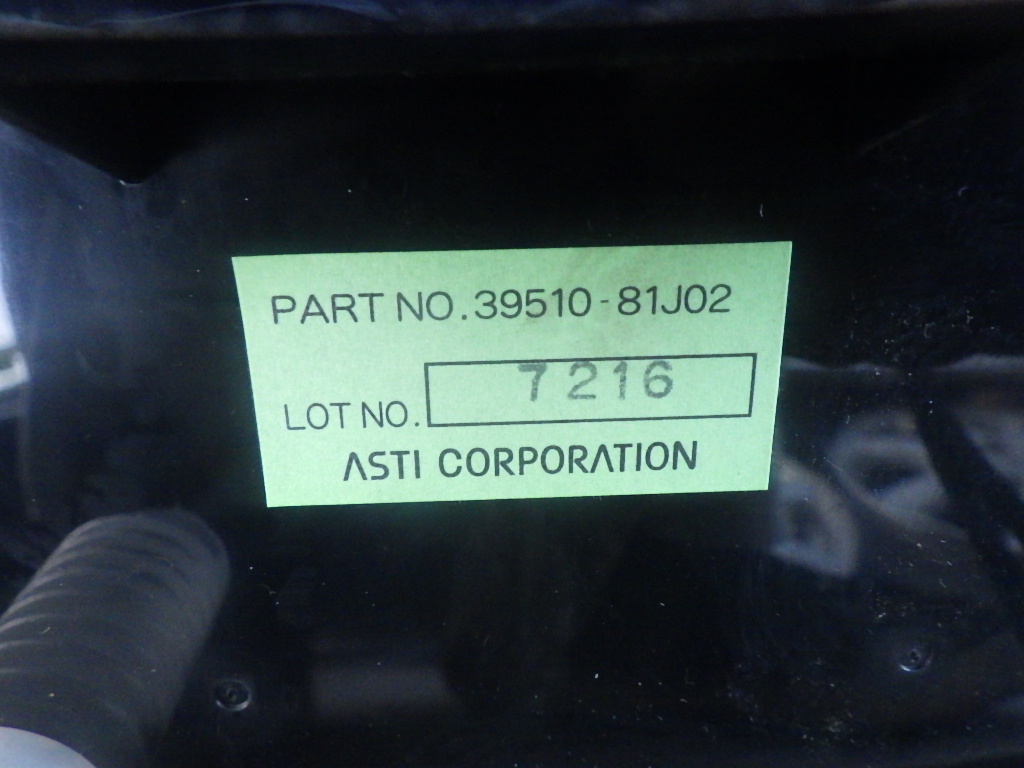 PART NO. 39510-81J02
LOT NO. 7216
ASTI CORPORATION